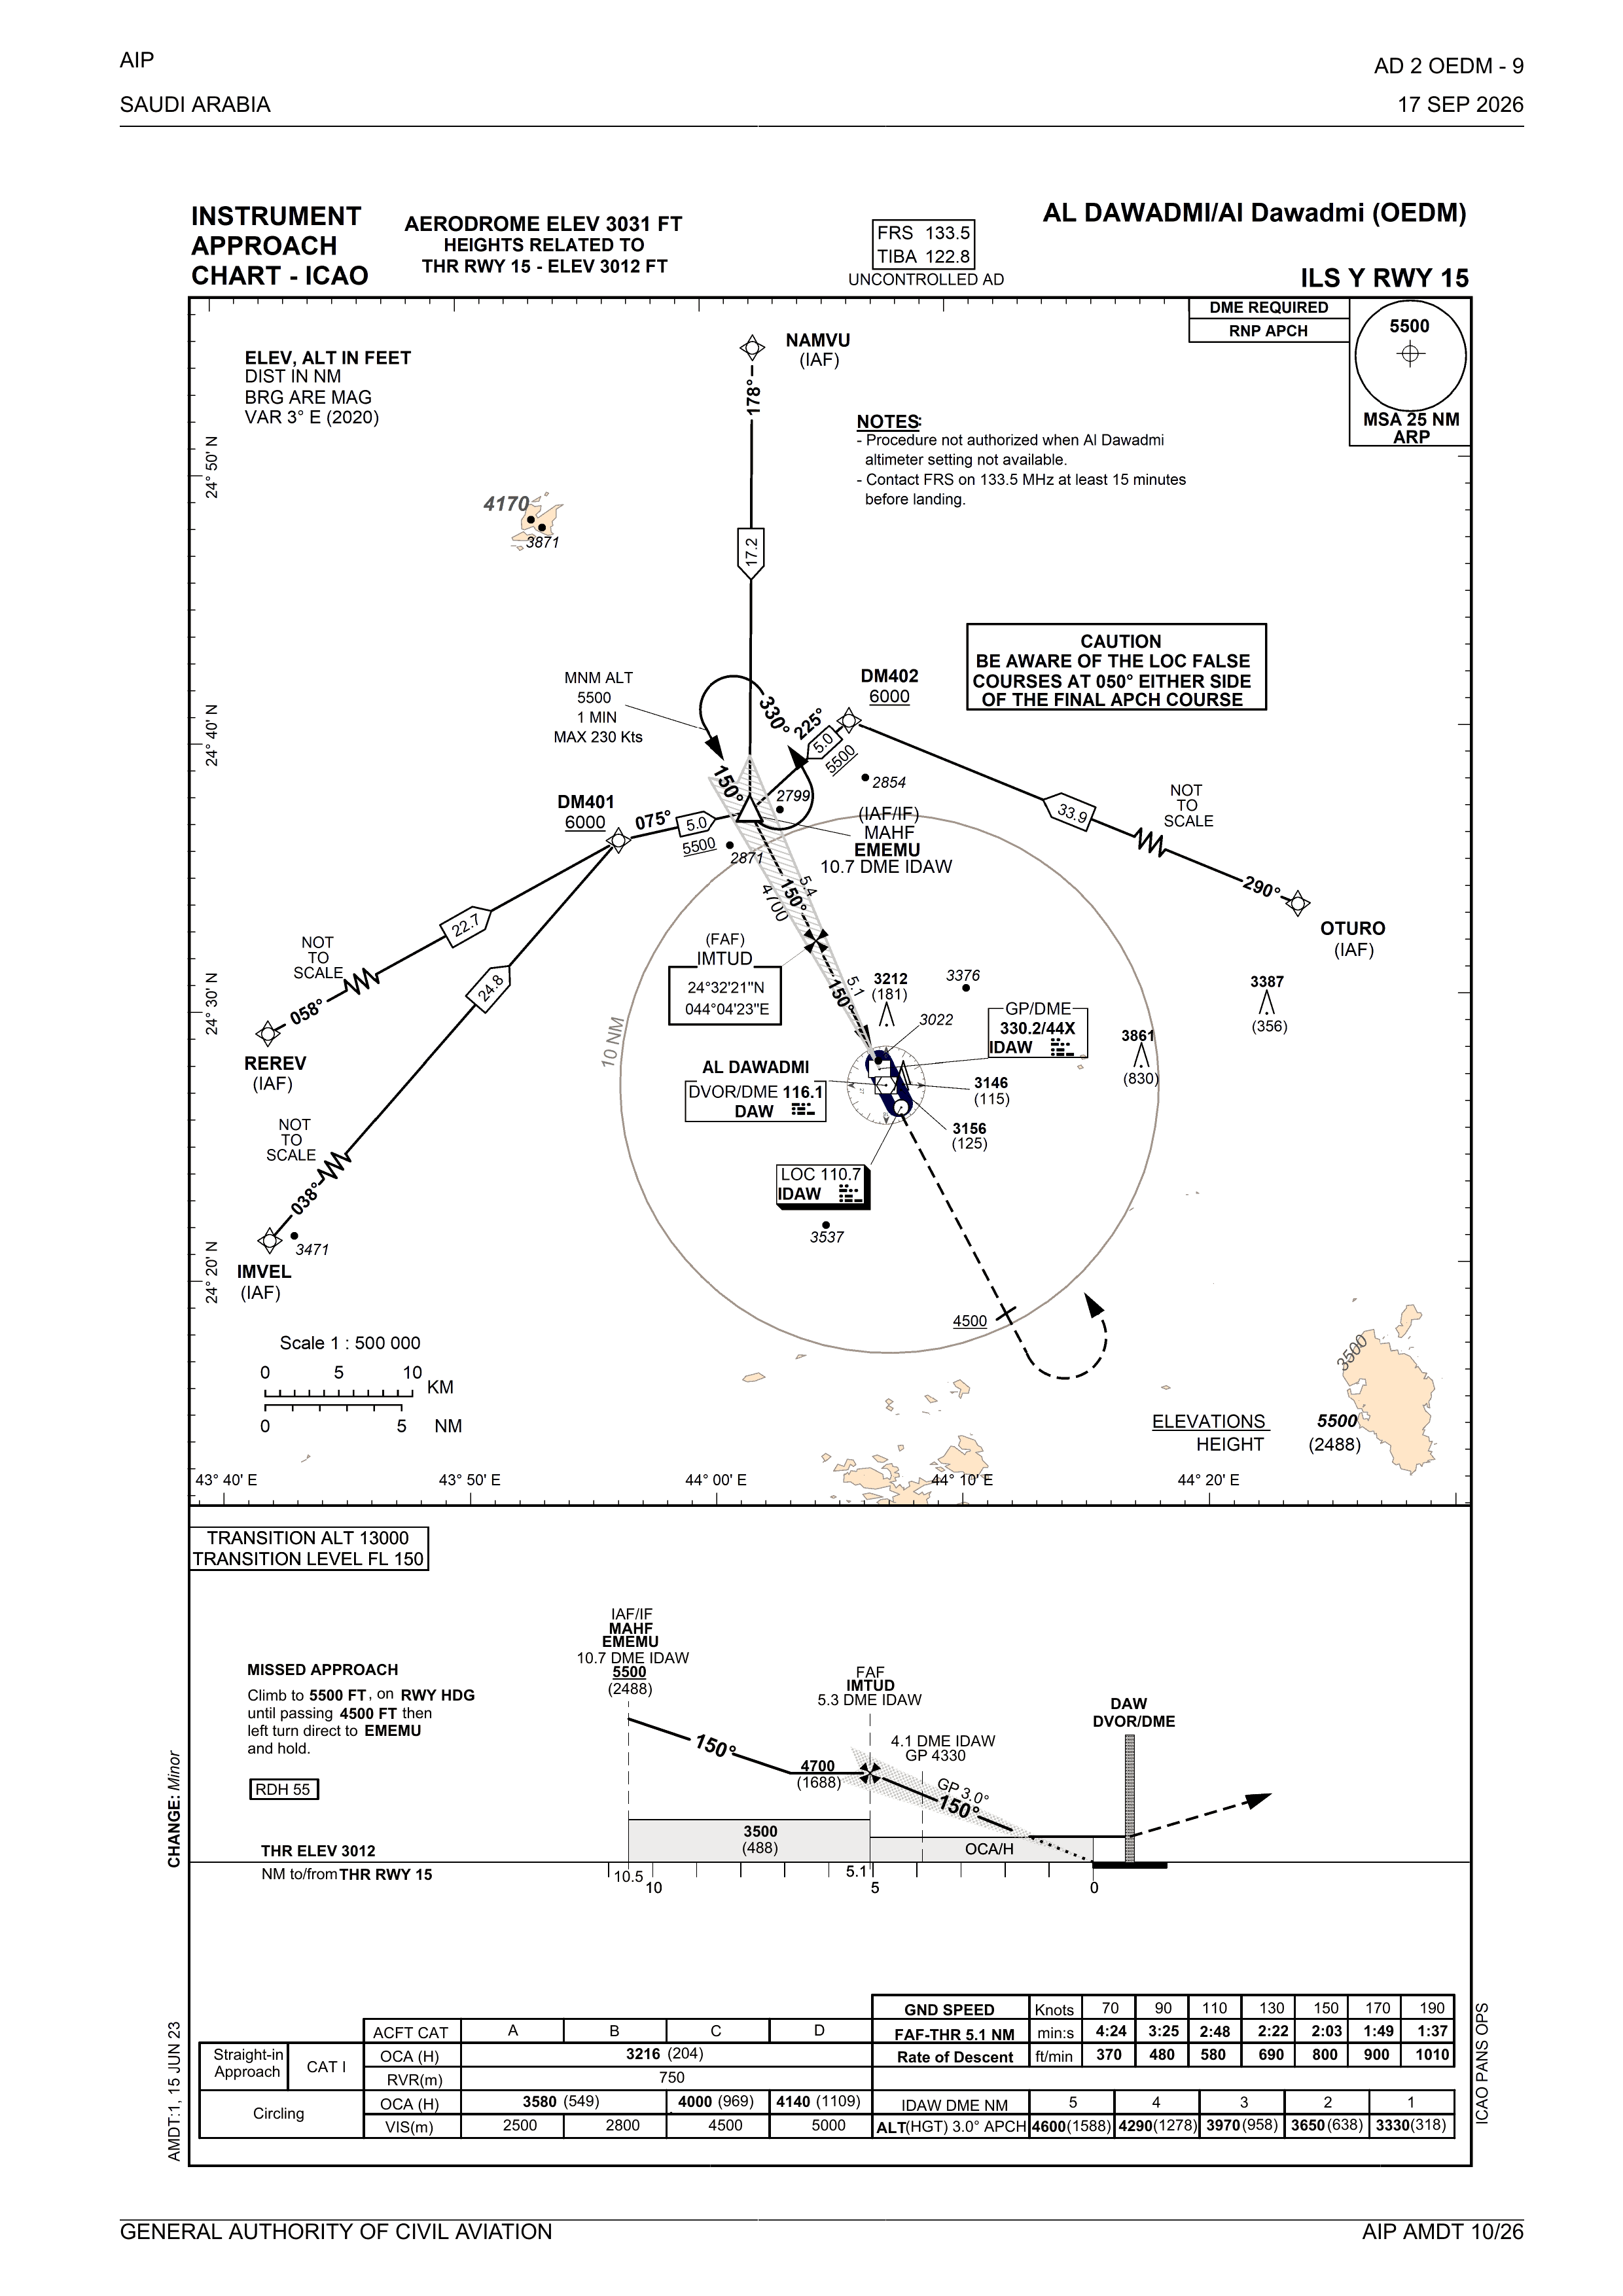 AIP
SAUDI ARABIA
AD 2 OEDM - 9
17 SEP 2026
INSTRUMENT
APPROACH
CHART - ICAO
AERODROME ELEV 3031 FT
HEIGHTS RELATED TO
THR RWY 15 - ELEV 3012 FT
FRS 133.5
TIBA 122.8
UNCONTROLLED AD
AL DAWADMI/Al Dawadmi (OEDM)
ILS Y RWY 15
DME REQUIRED
RNP APCH
5500
MSA 25 NM
ARP
ELEV, ALT IN FEET
DIST IN NM
BRG ARE MAG
VAR 3° E (2020)
NAMVU
(IAF)
178°
17.2
NOTES:
- Procedure not authorized when Al Dawadmi
altimeter setting not available.
- Contact FRS on 133.5 MHz at least 15 minutes
before landing.
24° 50' N
4170
3871
CAUTION
BE AWARE OF THE LOC FALSE
COURSES AT 050° EITHER SIDE
OF THE FINAL APCH COURSE
MNM ALT
5500
1 MIN
MAX 230 Kts
DM402
6000
330°
225°
5.0
5500
150°
24° 40' N
2854
2799
DM401
6000
075°
5.0
5500
2871
(IAF/IF)
MAHF
EMEMU
10.7 DME IDAW
33.9
NOT
TO
SCALE
290°
OTURO
(IAF)
5.4
150°
4700
22.7
NOT
TO
SCALE
058°
REREV
(IAF)
24.8
NOT
TO
SCALE
038°
IMVEL
(IAF)
3471
(FAF)
IMTUD
24°32'21"N
044°04'23"E
5.1
150°
3212
(181)
3376
3022
3387
(356)
3861
(830)
GP/DME
330.2/44X
IDAW
24° 30' N
10 NM
AL DAWADMI
DVOR/DME 116.1
DAW
3146
(115)
3156
(125)
LOC 110.7
IDAW
3537
24° 20' N
4500
3500
Scale 1 : 500 000
0 5 10
KM
0 5 NM
ELEVATIONS 5500
HEIGHT (2488)
43° 40' E
43° 50' E
44° 00' E
44° 10' E
44° 20' E
TRANSITION ALT 13000
TRANSITION LEVEL FL 150
MISSED APPROACH
Climb to 5500 FT, on RWY HDG
until passing 4500 FT then
left turn direct to EMEMU
and hold.
RDH 55
IAF/IF
MAHF
EMEMU
10.7 DME IDAW
5500
(2488)
150°
4700
(1688)
FAF
IMTUD
5.3 DME IDAW
4.1 DME IDAW
GP 4330
GP 3.0°
150°
DAW
DVOR/DME
3500
(488)
OCA/H
THR ELEV 3012
NM to/from THR RWY 15
10.5
10
5.1
5
0
CHANGE: Minor
AMDT:1, 15 JUN 23
ICAO PANS OPS
GND SPEED Knots 70 90 110 130 150 170 190
FAF-THR 5.1 NM min:s 4:24 3:25 2:48 2:22 2:03 1:49 1:37
Rate of Descent ft/min 370 480 580 690 800 900 1010
IDAW DME NM 5 4 3 2 1
ALT(HGT) 3.0° APCH 4600(1588) 4290(1278) 3970(958) 3650(638) 3330(318)
ACFT CAT A B C D
Straight-in
Approach
CAT I
OCA (H) 3216 (204)
RVR(m) 750
Circling
OCA (H) 3580 (549) 4000 (969) 4140 (1109)
VIS(m) 2500 2800 4500 5000
GENERAL AUTHORITY OF CIVIL AVIATION
AIP AMDT 10/26